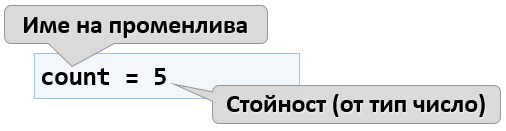 Име на променлива
count = 5
Стойност (от тип число)